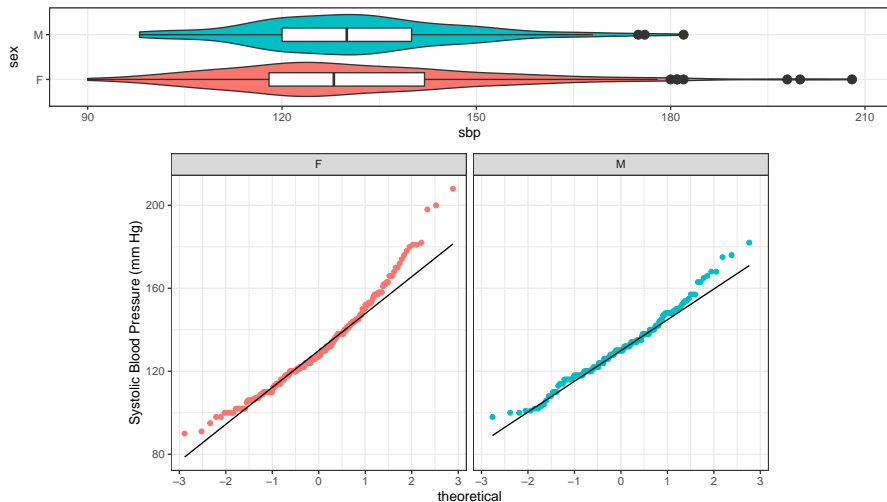 sex
M
F
90 120 150 180 210
sbp
F M
Systolic Blood Pressure (mm Hg)
200
160
120
80
−3 −2 −1 0 1 2 3 −3 −2 −1 0 1 2 3
theoretical